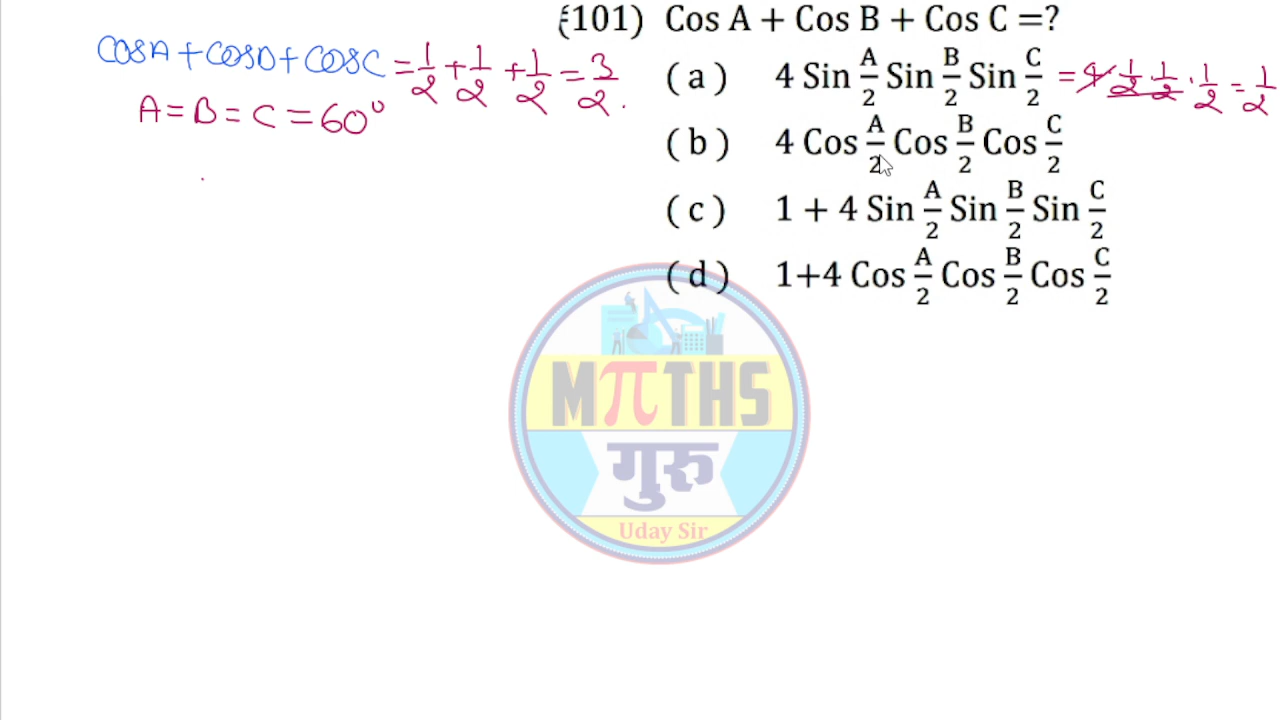 (101) Cos A + Cos B + Cos C =?
COSA + COSB + COSC = 1/2 + 1/2 + 1/2 = 3/2.
A = B = C = 60°
(a) 4 Sin A/2 Sin B/2 Sin C/2 = 4 1/2 . 1/2 . 1/2 = 1/2
(b) 4 Cos A/2 Cos B/2 Cos C/2
(c) 1 + 4 Sin A/2 Sin B/2 Sin C/2
(d) 1+4 Cos A/2 Cos B/2 Cos C/2
MπTHS
गुरु
Uday Sir